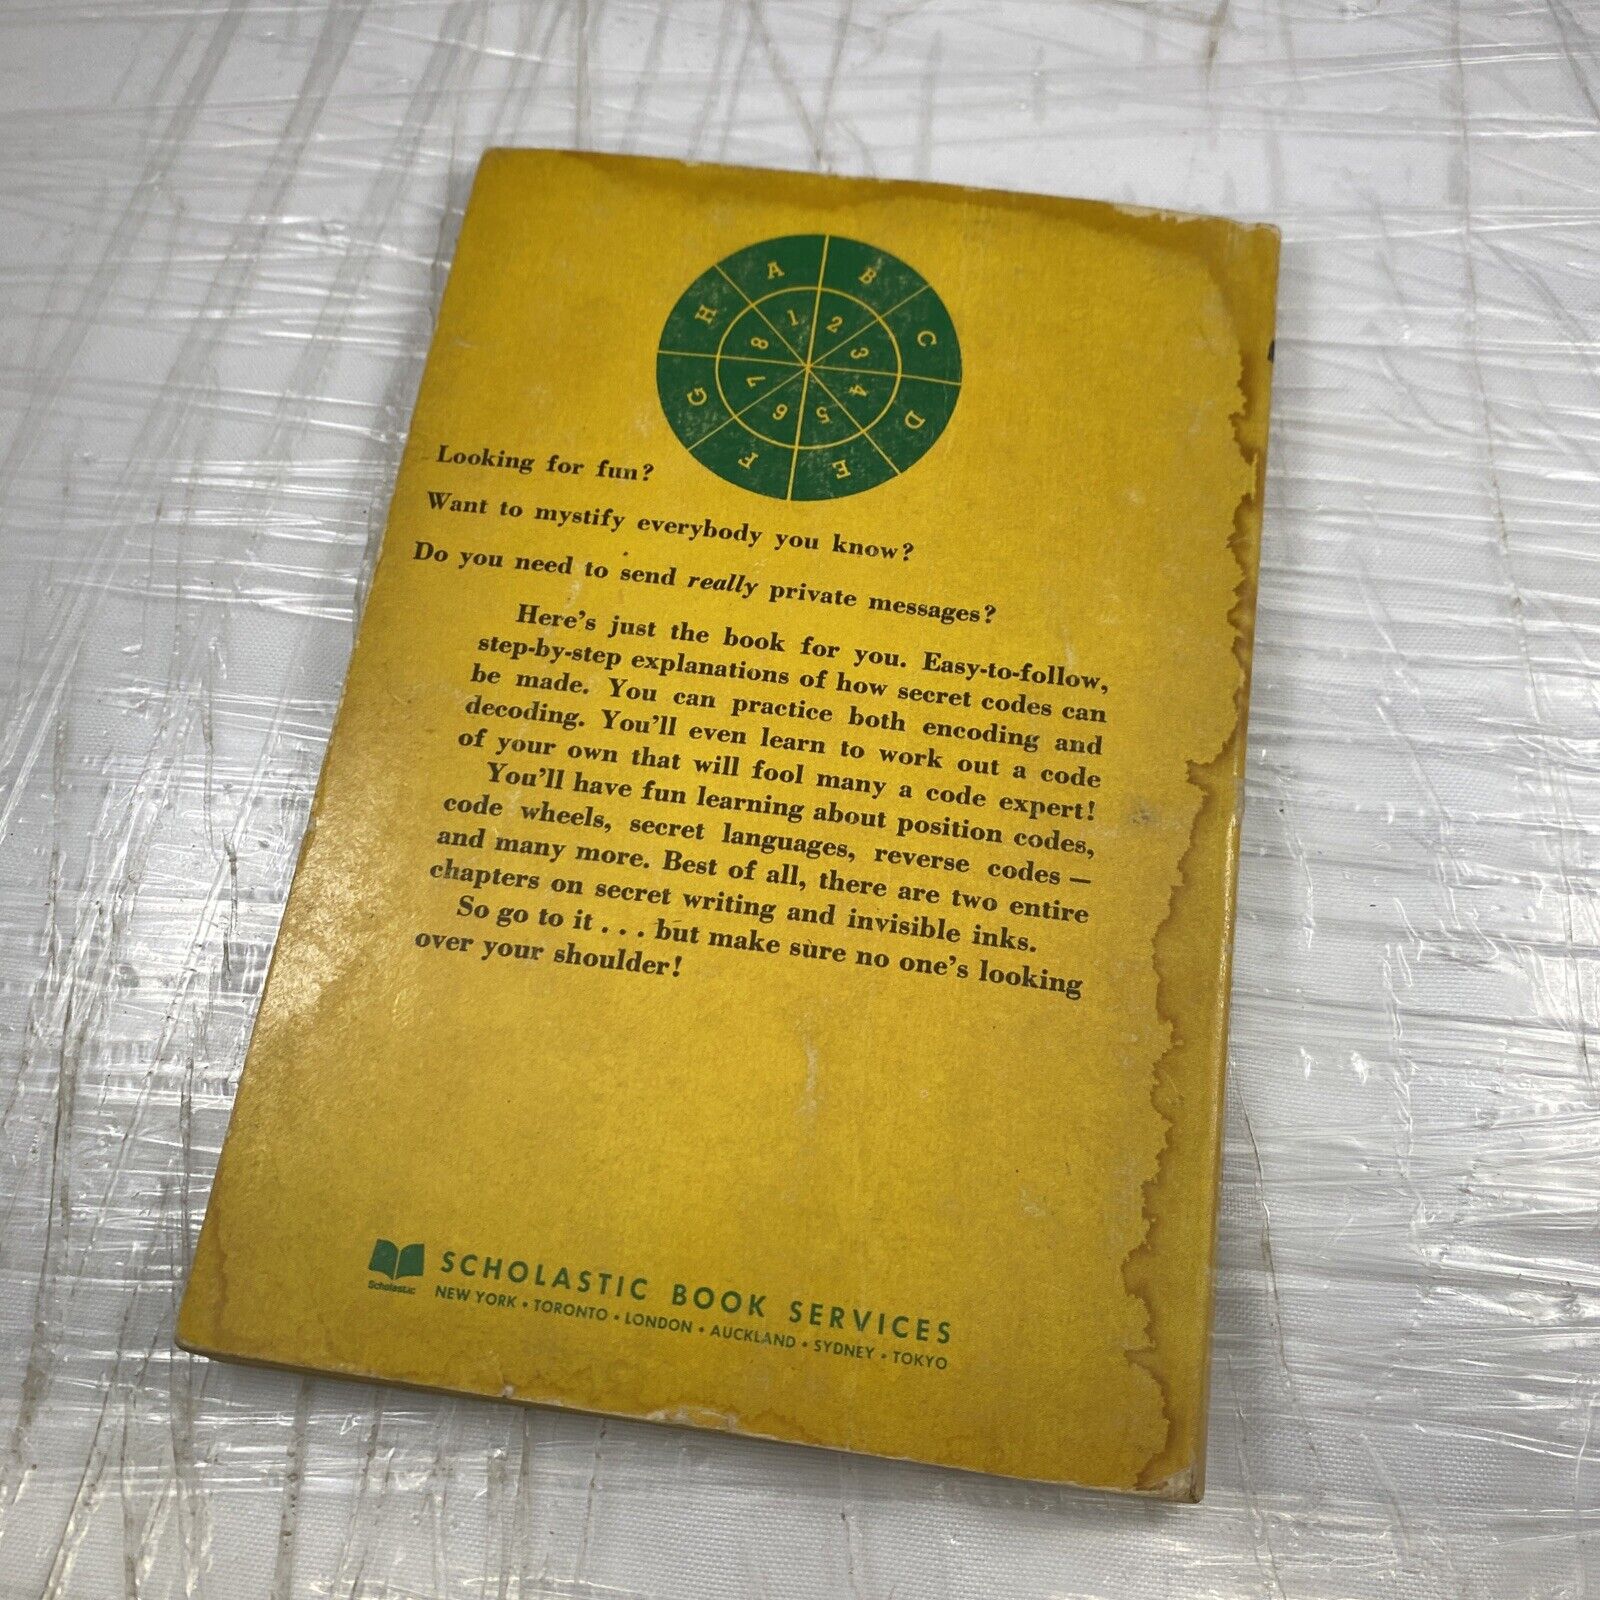 A B C D E F G H
1 2 3 4 5 6 7 8
Looking for fun?
Want to mystify everybody you know?
Do you need to send really private messages?
Here's just the book for you. Easy-to-follow,
step-by-step explanations of how secret codes can
be made. You can practice both encoding and
decoding. You'll even learn to work out a code
of your own that will fool many a code expert!
You'll have fun learning about position codes,
code wheels, secret languages, reverse codes —
and many more. Best of all, there are two entire
chapters on secret writing and invisible inks.
So go to it . . . but make sure no one's looking
over your shoulder!
Scholastic
SCHOLASTIC BOOK SERVICES
NEW YORK • TORONTO • LONDON • AUCKLAND • SYDNEY • TOKYO